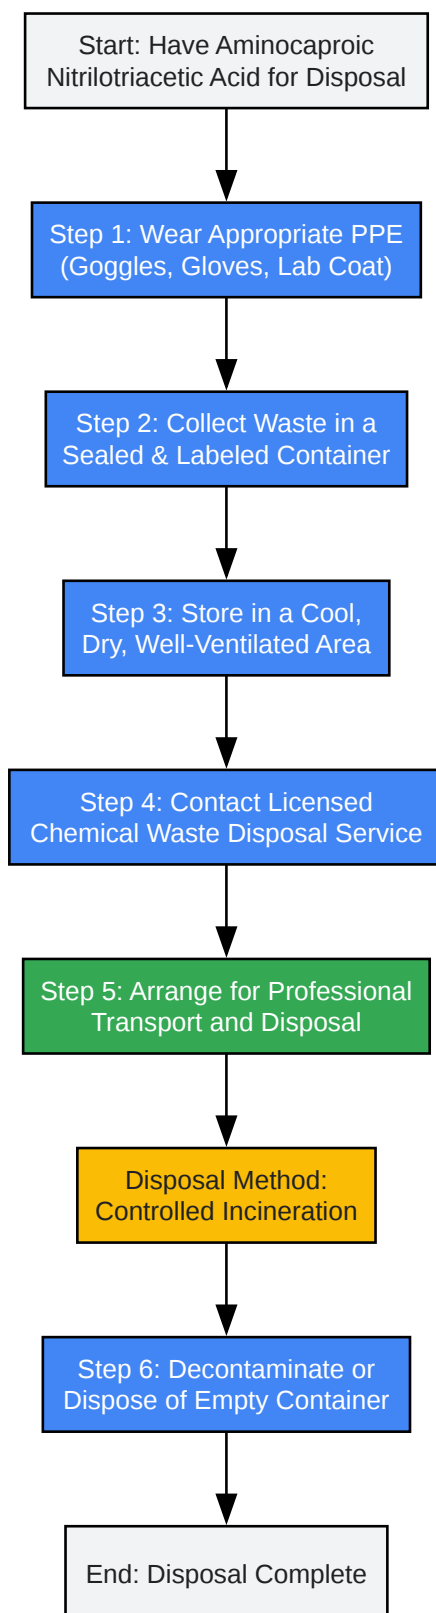 Start: Have Aminocaproic
Nitrilotriacetic Acid for Disposal
Step 1: Wear Appropriate PPE
(Goggles, Gloves, Lab Coat)
Step 2: Collect Waste in a
Sealed & Labeled Container
Step 3: Store in a Cool,
Dry, Well-Ventilated Area
Step 4: Contact Licensed
Chemical Waste Disposal Service
Step 5: Arrange for Professional
Transport and Disposal
Disposal Method:
Controlled Incineration
Step 6: Decontaminate or
Dispose of Empty Container
End: Disposal Complete